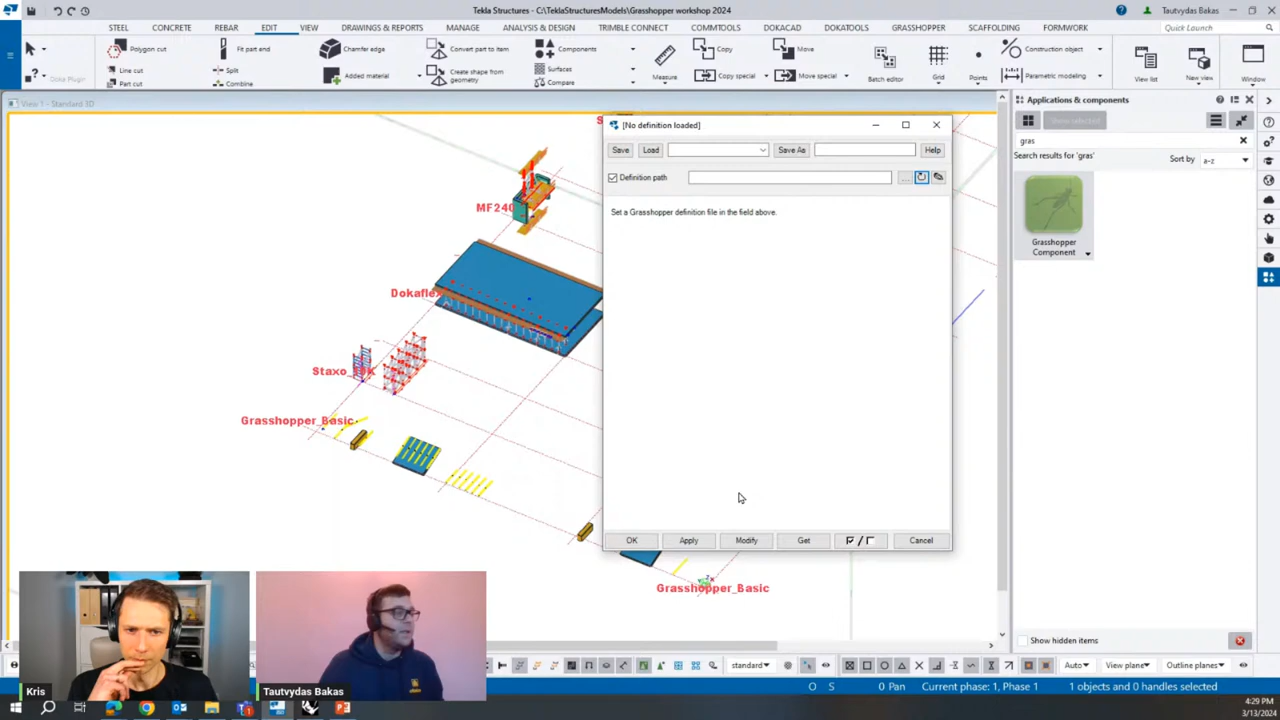 Tekla Structures - C:\TeklaStructuresModels\Grasshopper workshop 2024
Tautvydas Bakas
STEEL CONCRETE REBAR EDIT VIEW DRAWINGS & REPORTS MANAGE ANALYSIS & DESIGN TRIMBLE CONNECT COMMTOOLS DOKACAD DOKATOOLS GRASSHOPPER SCAFFOLDING FORMWORK
Quick Launch
Polygon cut
Line cut
Part cut
Fit part end
Split
Combine
Chamfer edge
Added material
Convert part to item
Create shape from geometry
Components
Surfaces
Compare
Measure
Copy
Copy special
Move
Move special
Batch editor
Grid
Points
Construction object
Parametric modeling
View list
New view
Window
View 1 - Standard 3D
MF240
Dokafle
Staxo
Grasshopper_Basic
Grasshopper_Basic
[No definition loaded]
Save Load Save As Help
Definition path
...
Set a Grasshopper definition file in the field above.
OK Apply Modify Get / Cancel
Applications & components
gras
Search results for 'gras'
Sort by a-z
Grasshopper
Component
Show hidden items
standard
Auto View plane Outline planes
O S 0 Pan Current phase: 1, Phase 1 1 objects and 0 handles selected
Kris
Tautvydas Bakas
4:29 PM
3/13/2024